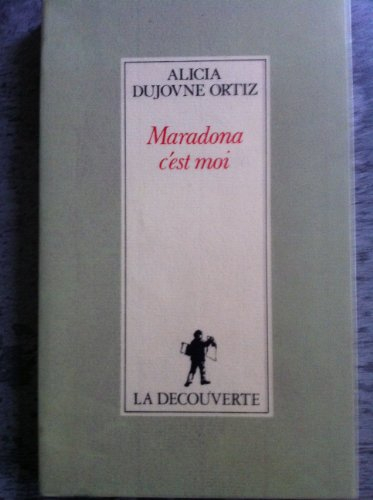 ALICIA
DUJOVNE ORTIZ
Maradona
c'est moi
LA DECOUVERTE